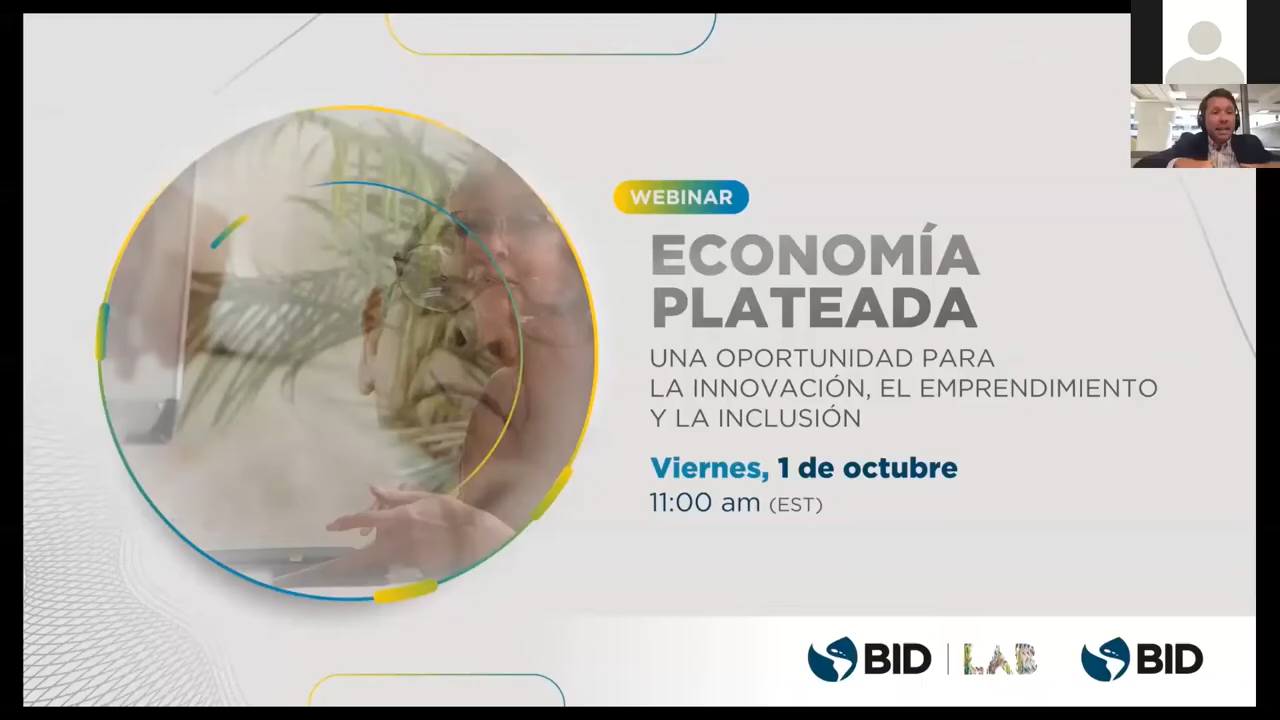 WEBINAR
ECONOMÍA
PLATEADA
UNA OPORTUNIDAD PARA
LA INNOVACIÓN, EL EMPRENDIMIENTO
Y LA INCLUSIÓN
Viernes, 1 de octubre
11:00 am (EST)
BID | LAB BID